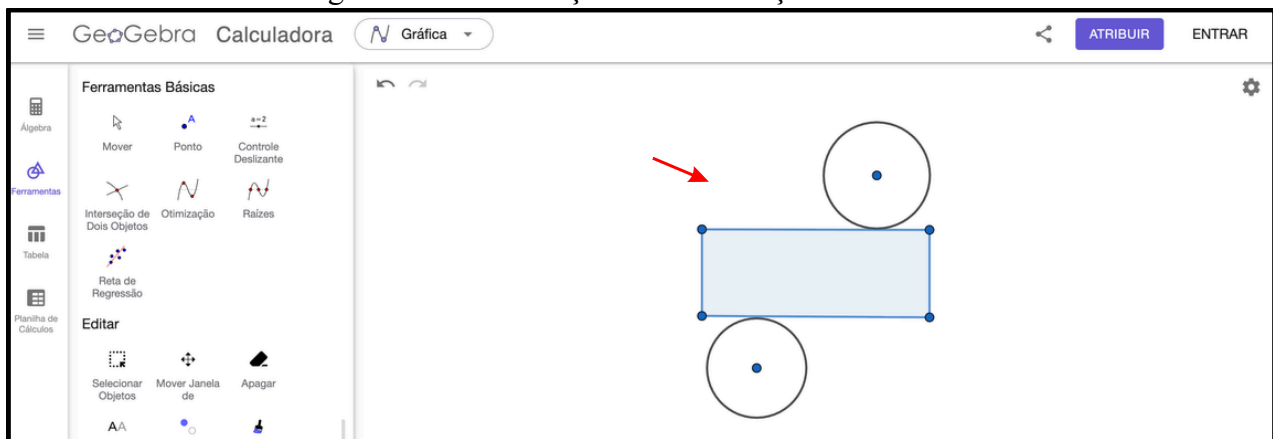 GeoGebra Calculadora
Gráfica
ATRIBUIR
ENTRAR
Álgebra
Ferramentas
Tabela
Planilha de
Cálculos
Ferramentas Básicas
Mover
A
Ponto
a=2
Controle
Deslizante
Interseção de
Dois Objetos
Otimização
Raízes
Reta de
Regressão
Editar
Selecionar
Objetos
Mover Janela
de
Apagar
AA